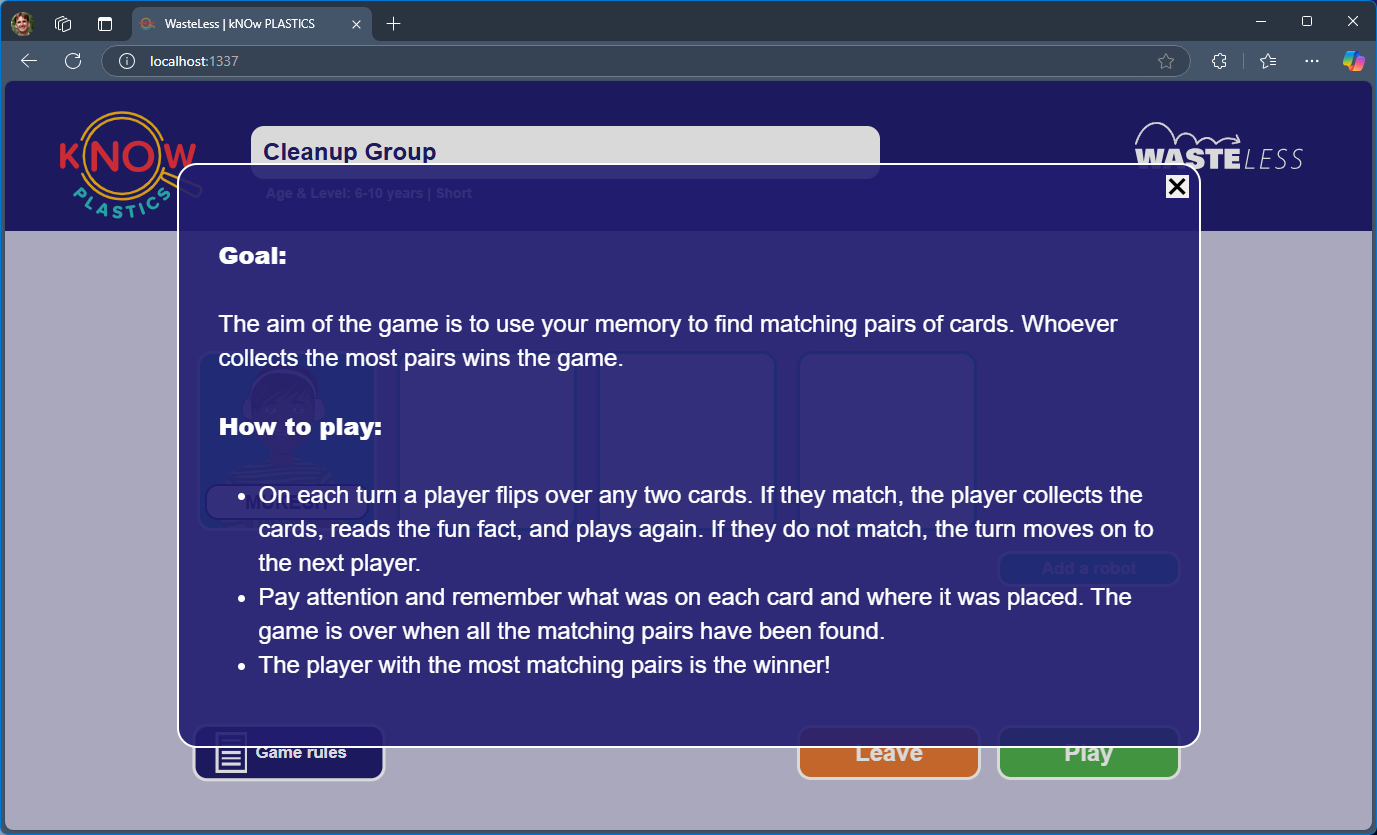 WasteLess | kNOw PLASTICS
localhost:1337
KNOW
PLASTICS
Cleanup Group
Age & Level: 6-10 years | Short
WASTELESS
Goal:
The aim of the game is to use your memory to find matching pairs of cards. Whoever
collects the most pairs wins the game.
How to play:
• On each turn a player flips over any two cards. If they match, the player collects the
MUKESH
cards, reads the fun fact, and plays again. If they do not match, the turn moves on to
the next player.
Add a robot
• Pay attention and remember what was on each card and where it was placed. The
game is over when all the matching pairs have been found.
• The player with the most matching pairs is the winner!
Game rules
Leave
Play